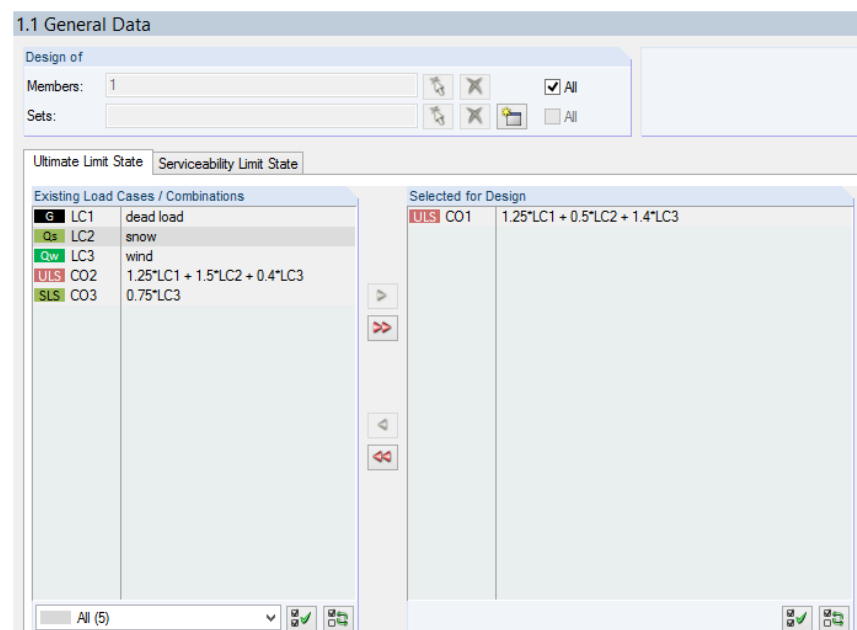 1.1 General Data
Design of
Members: 1 All
Sets: All
Ultimate Limit State Serviceability Limit State
Existing Load Cases / Combinations Selected for Design
G LC1 dead load ULS CO1 1.25*LC1 + 0.5*LC2 + 1.4*LC3
Qs LC2 snow
Qw LC3 wind
ULS CO2 1.25*LC1 + 1.5*LC2 + 0.4*LC3
SLS CO3 0.75*LC3
All (5)